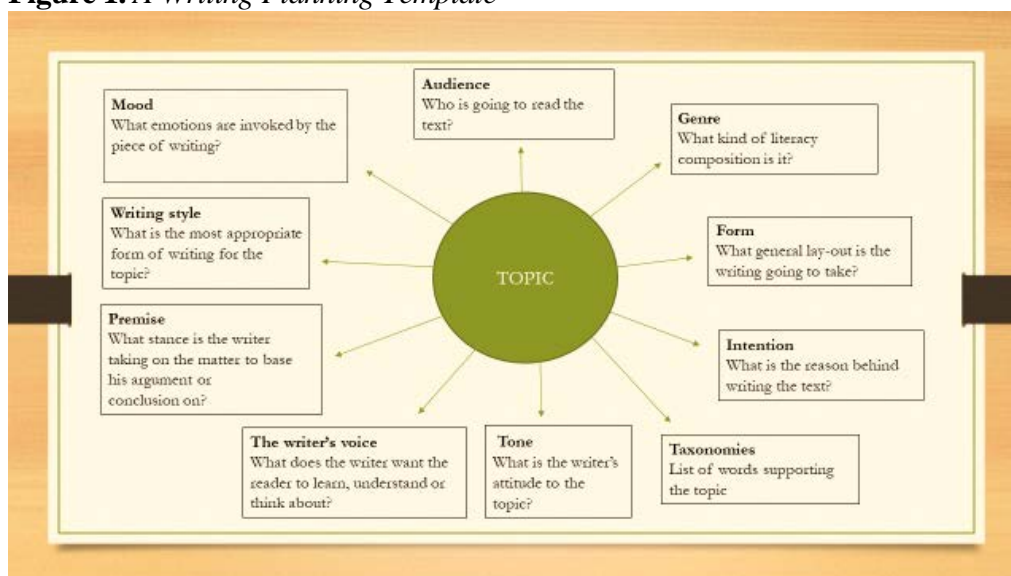 Figure 1. A Writing Planning Template
Audience
Who is going to read the
text?
Mood
What emotions are invoked by the
piece of writing?
Genre
What kind of literacy
composition is it?
Writing style
What is the most appropriate
form of writing for the
topic?
Form
What general lay-out is the
writing going to take?
TOPIC
Premise
What stance is the writer
taking on the matter to base
his argument or
conclusion on?
Intention
What is the reason behind
writing the text?
The writer's voice
What does the writer want the
reader to learn, understand or
think about?
Tone
What is the writer's
attitude to the
topic?
Taxonomies
List of words supporting
the topic